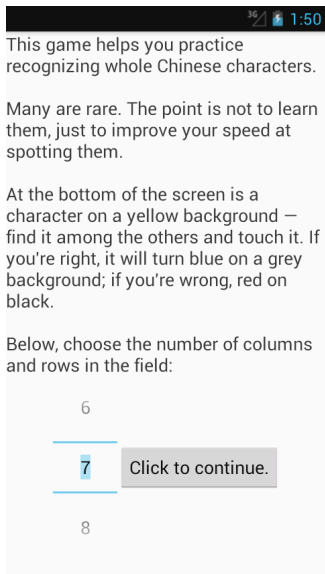 3G 1:50
This game helps you practice
recognizing whole Chinese characters.
Many are rare. The point is not to learn
them, just to improve your speed at
spotting them.
At the bottom of the screen is a
character on a yellow background —
find it among the others and touch it. If
you're right, it will turn blue on a grey
background; if you're wrong, red on
black.
Below, choose the number of columns
and rows in the field:
6
7 Click to continue.
8